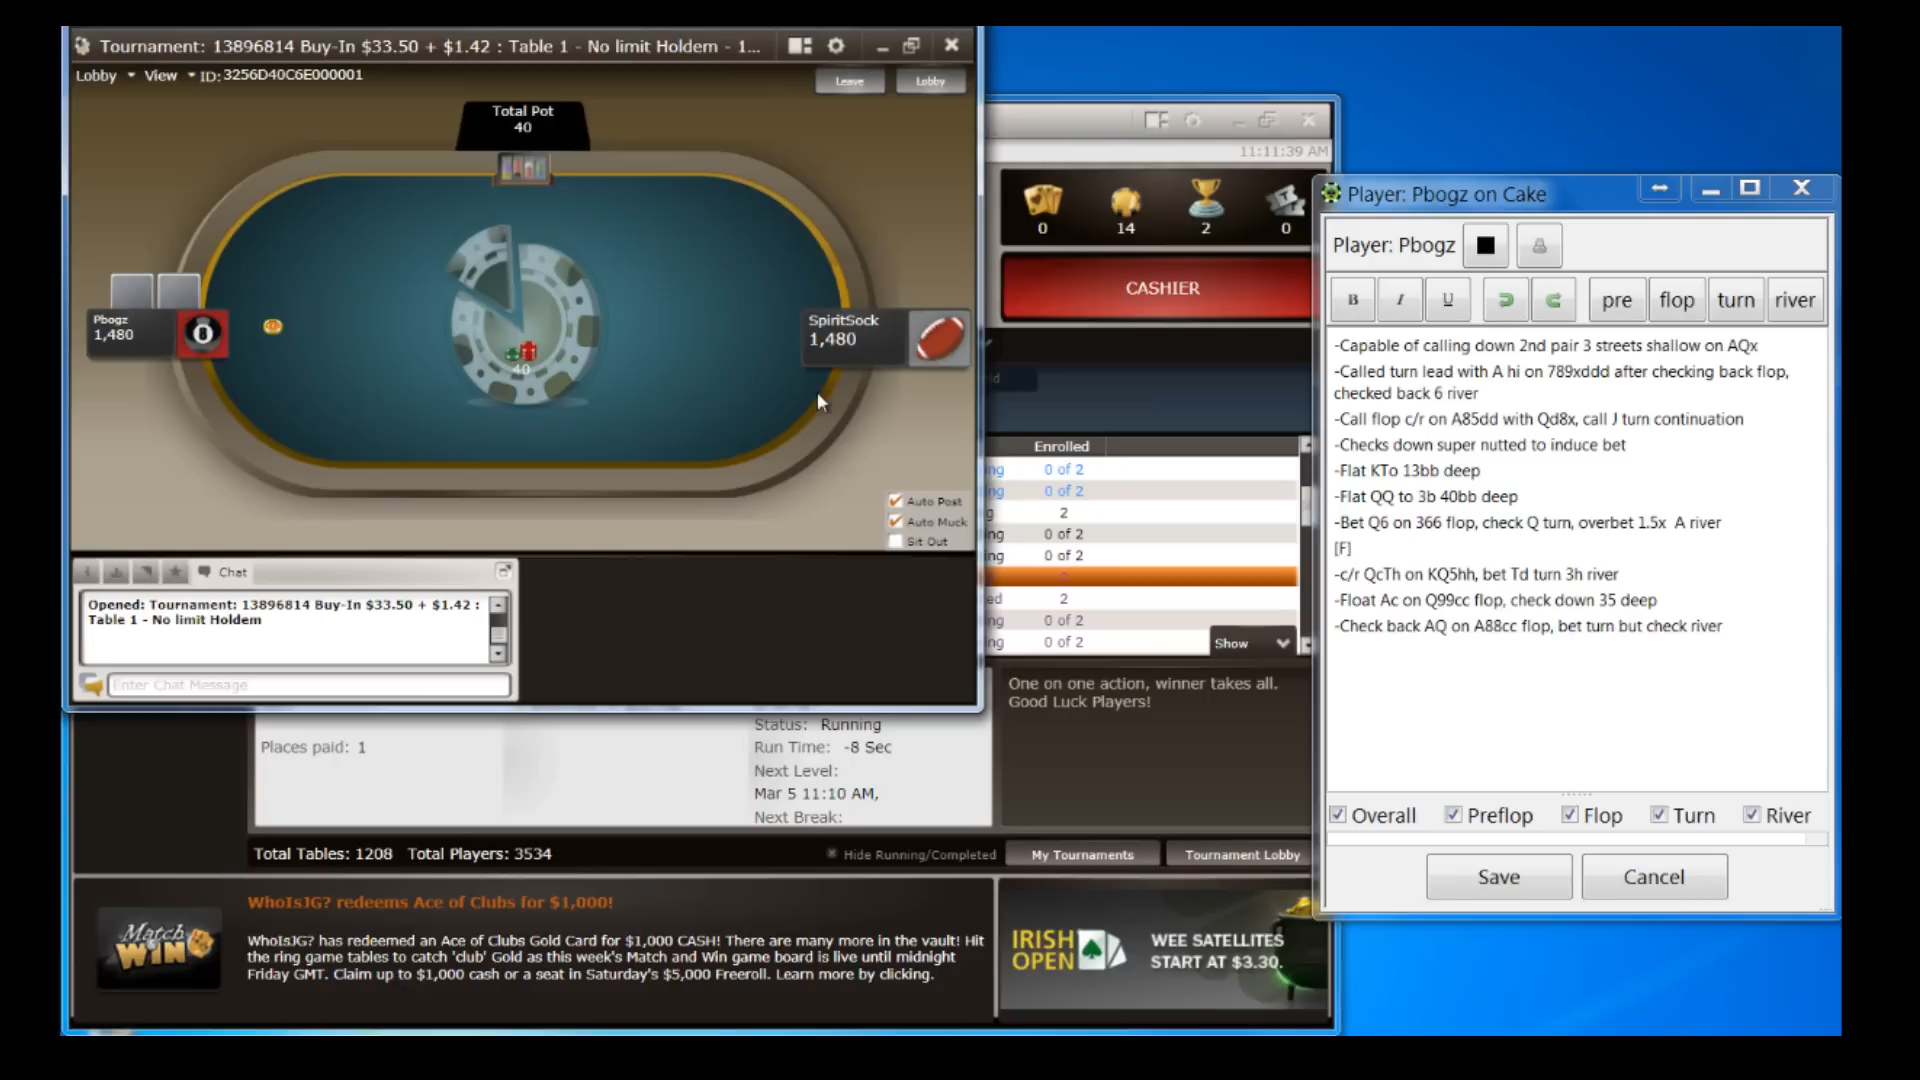 Tournament: 13896814 Buy-In $33.50 + $1.42 : Table 1 - No limit Holdem - 1...
Lobby View ID: 3256D40C6E000001
Leave Lobby
Total Pot
40
Pbogz
1,480
8
SpiritSock
1,480
40
Auto Post
Auto Muck
Sit Out
Chat
Opened: Tournament: 13896814 Buy-In $33.50 + $1.42 :
Table 1 - No limit Holdem
Enter Chat Message
11:11:39 AM
0 14 2 0
CASHIER
Enrolled
ng 0 of 2
ng 0 of 2
g 2
ng 0 of 2
ng 0 of 2
ed 2
ng 0 of 2
ng 0 of 2
Show
One on one action, winner takes all.
Good Luck Players!
Places paid: 1
Status: Running
Run Time: -8 Sec
Next Level:
Mar 5 11:10 AM,
Next Break:
Total Tables: 1208 Total Players: 3534
Hide Running/Completed
My Tournaments
Tournament Lobby
Match WIN
WhoIsJG? redeems Ace of Clubs for $1,000!
WhoIsJG? has redeemed an Ace of Clubs Gold Card for $1,000 CASH! There are many more in the vault! Hit
the ring game tables to catch 'club' Gold as this week's Match and Win game board is live until midnight
Friday GMT. Claim up to $1,000 cash or a seat in Saturday's $5,000 Freeroll. Learn more by clicking.
IRISH
OPEN
WEE SATELLITES
START AT $3.30.
Player: Pbogz on Cake
Player: Pbogz
B I U pre flop turn river
-Capable of calling down 2nd pair 3 streets shallow on AQx
-Called turn lead with A hi on 789xddd after checking back flop,
checked back 6 river
-Call flop c/r on A85dd with Qd8x, call J turn continuation
-Checks down super nutted to induce bet
-Flat KTo 13bb deep
-Flat QQ to 3b 40bb deep
-Bet Q6 on 366 flop, check Q turn, overbet 1.5x A river
[F]
-c/r QcTh on KQ5hh, bet Td turn 3h river
-Float Ac on Q99cc flop, check down 35 deep
-Check back AQ on A88cc flop, bet turn but check river
Overall Preflop Flop Turn River
Save Cancel